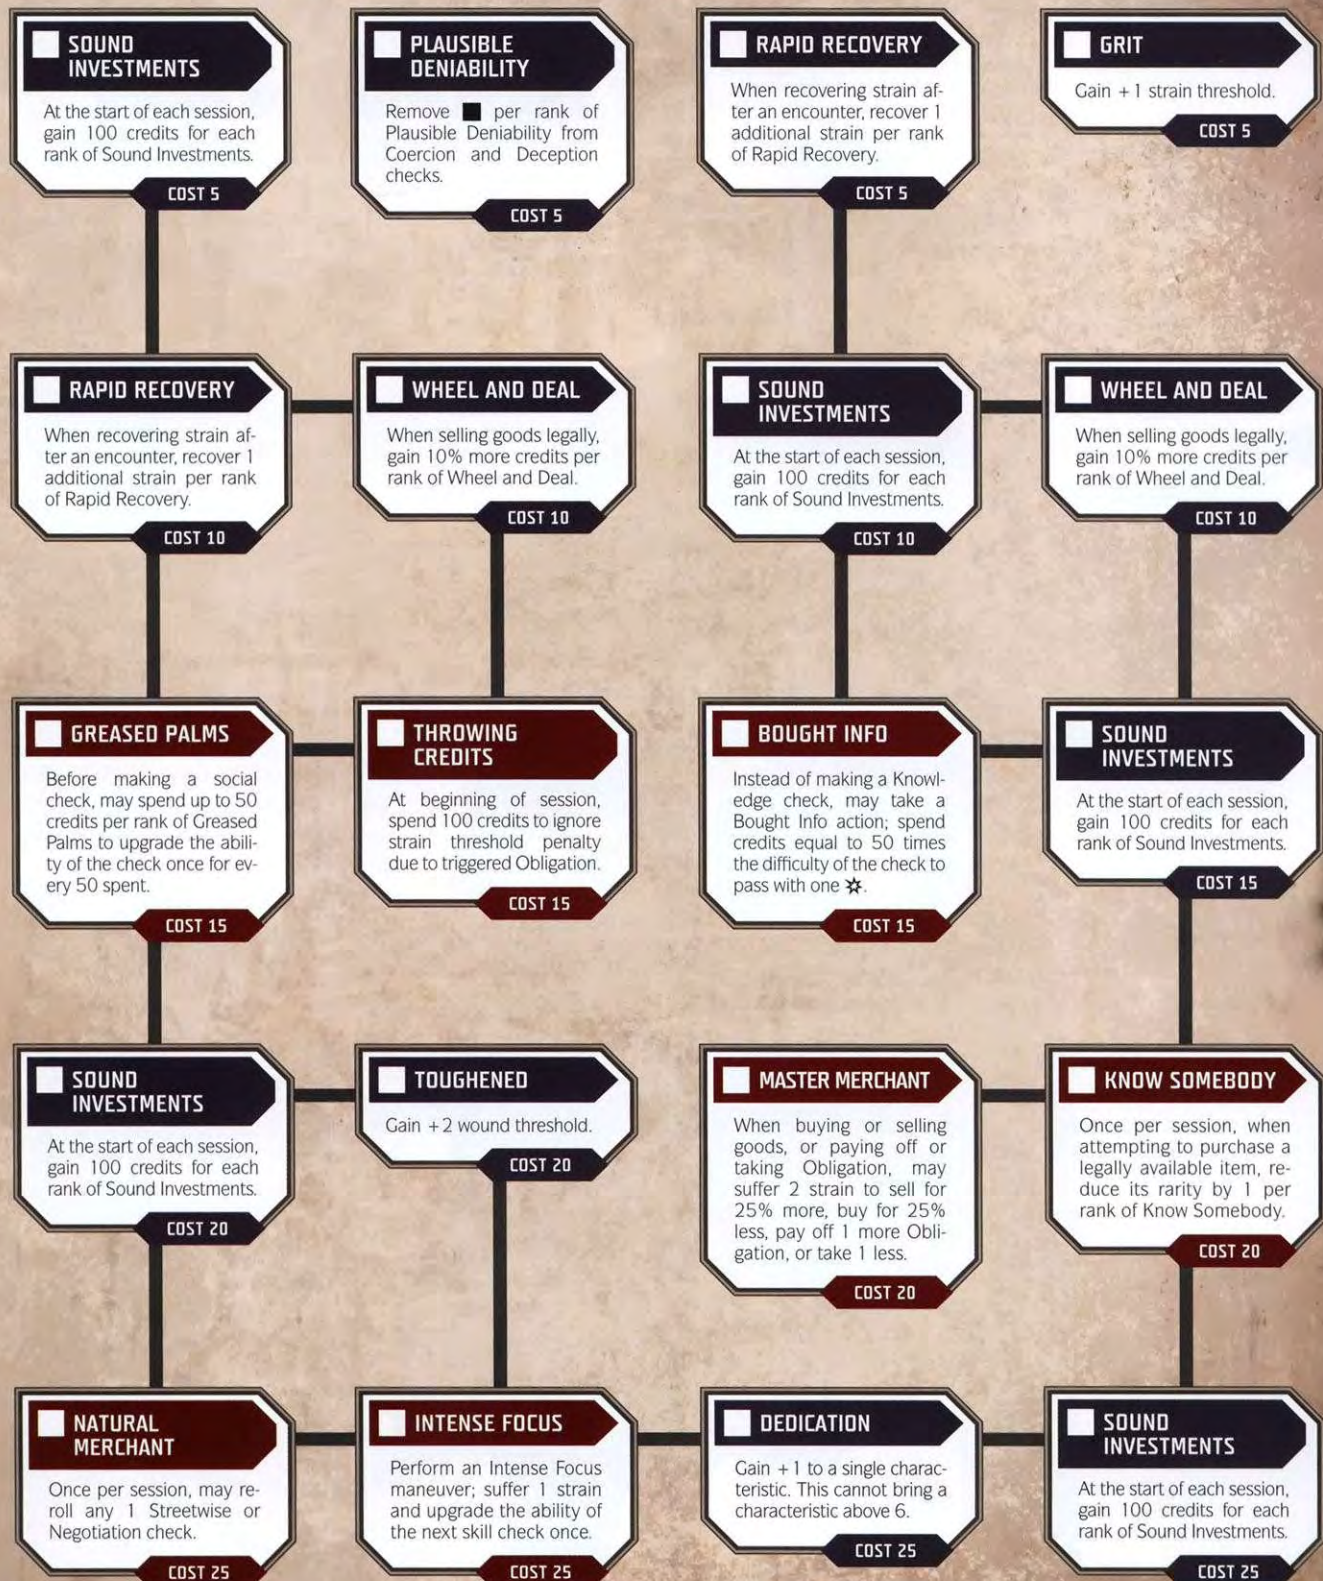 SOUND
INVESTMENTS
At the start of each session,
gain 100 credits for each
rank of Sound Investments.
COST 5
PLAUSIBLE
DENIABILITY
Remove ■ per rank of
Plausible Deniability from
Coercion and Deception
checks.
COST 5
RAPID RECOVERY
When recovering strain af-
ter an encounter, recover 1
additional strain per rank
of Rapid Recovery.
COST 5
GRIT
Gain +1 strain threshold.
COST 5
RAPID RECOVERY
When recovering strain af-
ter an encounter, recover 1
additional strain per rank
of Rapid Recovery.
COST 10
WHEEL AND DEAL
When selling goods legally,
gain 10% more credits per
rank of Wheel and Deal.
COST 10
SOUND
INVESTMENTS
At the start of each session,
gain 100 credits for each
rank of Sound Investments.
COST 10
WHEEL AND DEAL
When selling goods legally,
gain 10% more credits per
rank of Wheel and Deal.
COST 10
GREASED PALMS
Before making a social
check, may spend up to 50
credits per rank of Greased
Palms to upgrade the abili-
ty of the check once for ev-
ery 50 spent.
COST 15
THROWING
CREDITS
At beginning of session,
spend 100 credits to ignore
strain threshold penalty
due to triggered Obligation.
COST 15
BOUGHT INFO
Instead of making a Knowl-
edge check, may take a
Bought Info action; spend
credits equal to 50 times
the difficulty of the check to
pass with one ✲.
COST 15
SOUND
INVESTMENTS
At the start of each session,
gain 100 credits for each
rank of Sound Investments.
COST 15
SOUND
INVESTMENTS
At the start of each session,
gain 100 credits for each
rank of Sound Investments.
COST 20
TOUGHENED
Gain +2 wound threshold.
COST 20
MASTER MERCHANT
When buying or selling
goods, or paying off or
taking Obligation, may
suffer 2 strain to sell for
25% more, buy for 25%
less, pay off 1 more Obli-
gation, or take 1 less.
COST 20
KNOW SOMEBODY
Once per session, when
attempting to purchase a
legally available item, re-
duce its rarity by 1 per
rank of Know Somebody.
COST 20
NATURAL
MERCHANT
Once per session, may re-
roll any 1 Streetwise or
Negotiation check.
COST 25
INTENSE FOCUS
Perform an Intense Focus
maneuver; suffer 1 strain
and upgrade the ability of
the next skill check once.
COST 25
DEDICATION
Gain +1 to a single charac-
teristic. This cannot bring a
characteristic above 6.
COST 25
SOUND
INVESTMENTS
At the start of each session,
gain 100 credits for each
rank of Sound Investments.
COST 25